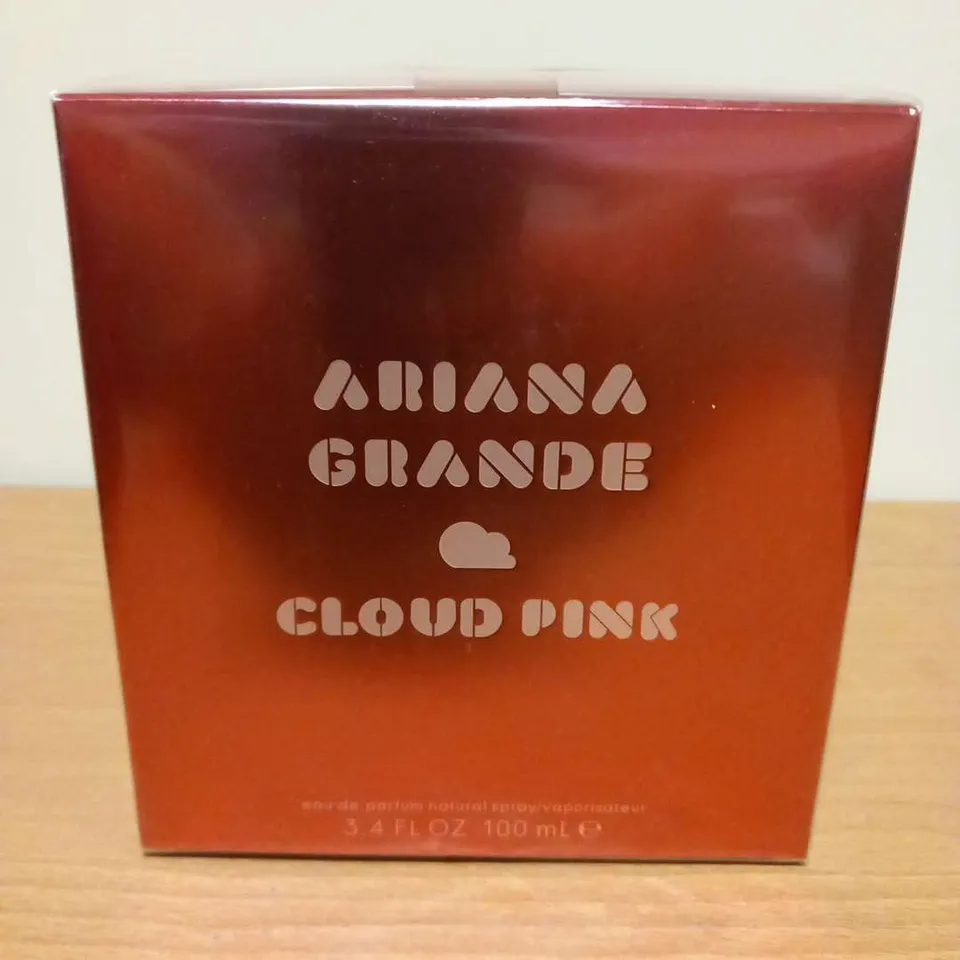 ARIANA
GRANDE
CLOUD PINK
eau de parfum natural spray/vaporisateur
3.4 FL OZ 100 mL ℮